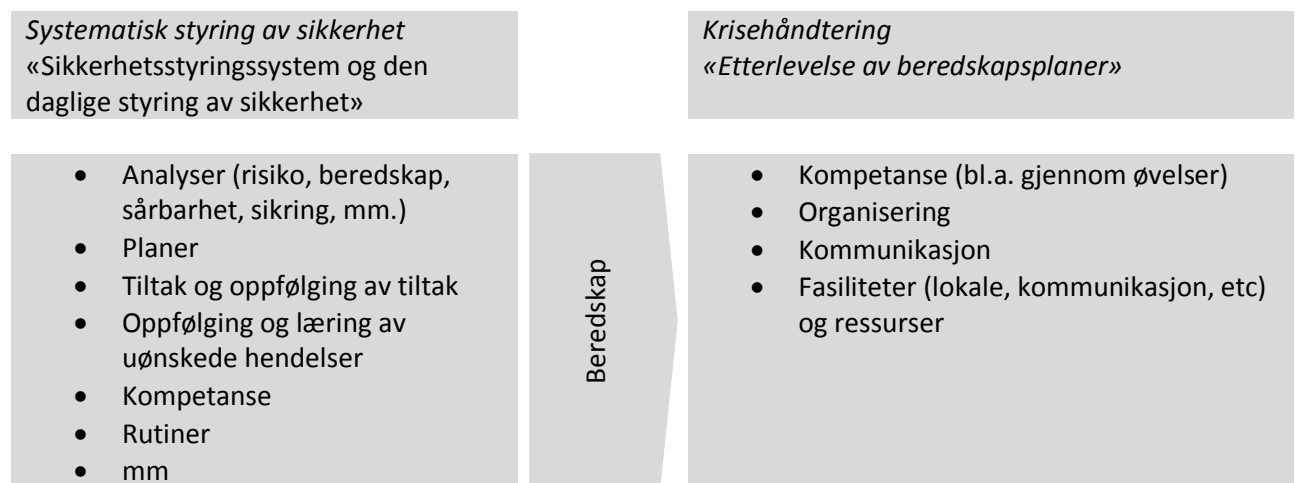 Systematisk styring av sikkerhet
«Sikkerhetsstyringssystem og den
daglige styring av sikkerhet»
Krisehåndtering
«Etterlevelse av beredskapsplaner»
• Analyser (risiko, beredskap,
sårbarhet, sikring, mm.)
• Planer
• Tiltak og oppfølging av tiltak
• Oppfølging og læring av
uønskede hendelser
• Kompetanse
• Rutiner
• mm
Beredskap
• Kompetanse (bl.a. gjennom øvelser)
• Organisering
• Kommunikasjon
• Fasiliteter (lokale, kommunikasjon, etc)
og ressurser